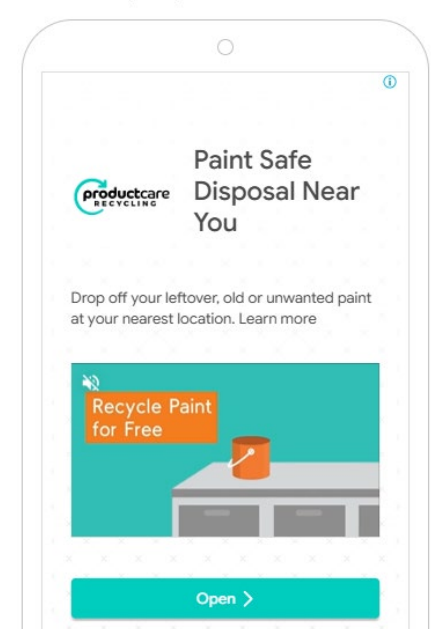 Paint Safe
Disposal Near
You
productcare
RECYCLING
Drop off your leftover, old or unwanted paint
at your nearest location. Learn more
Recycle Paint
for Free
Open